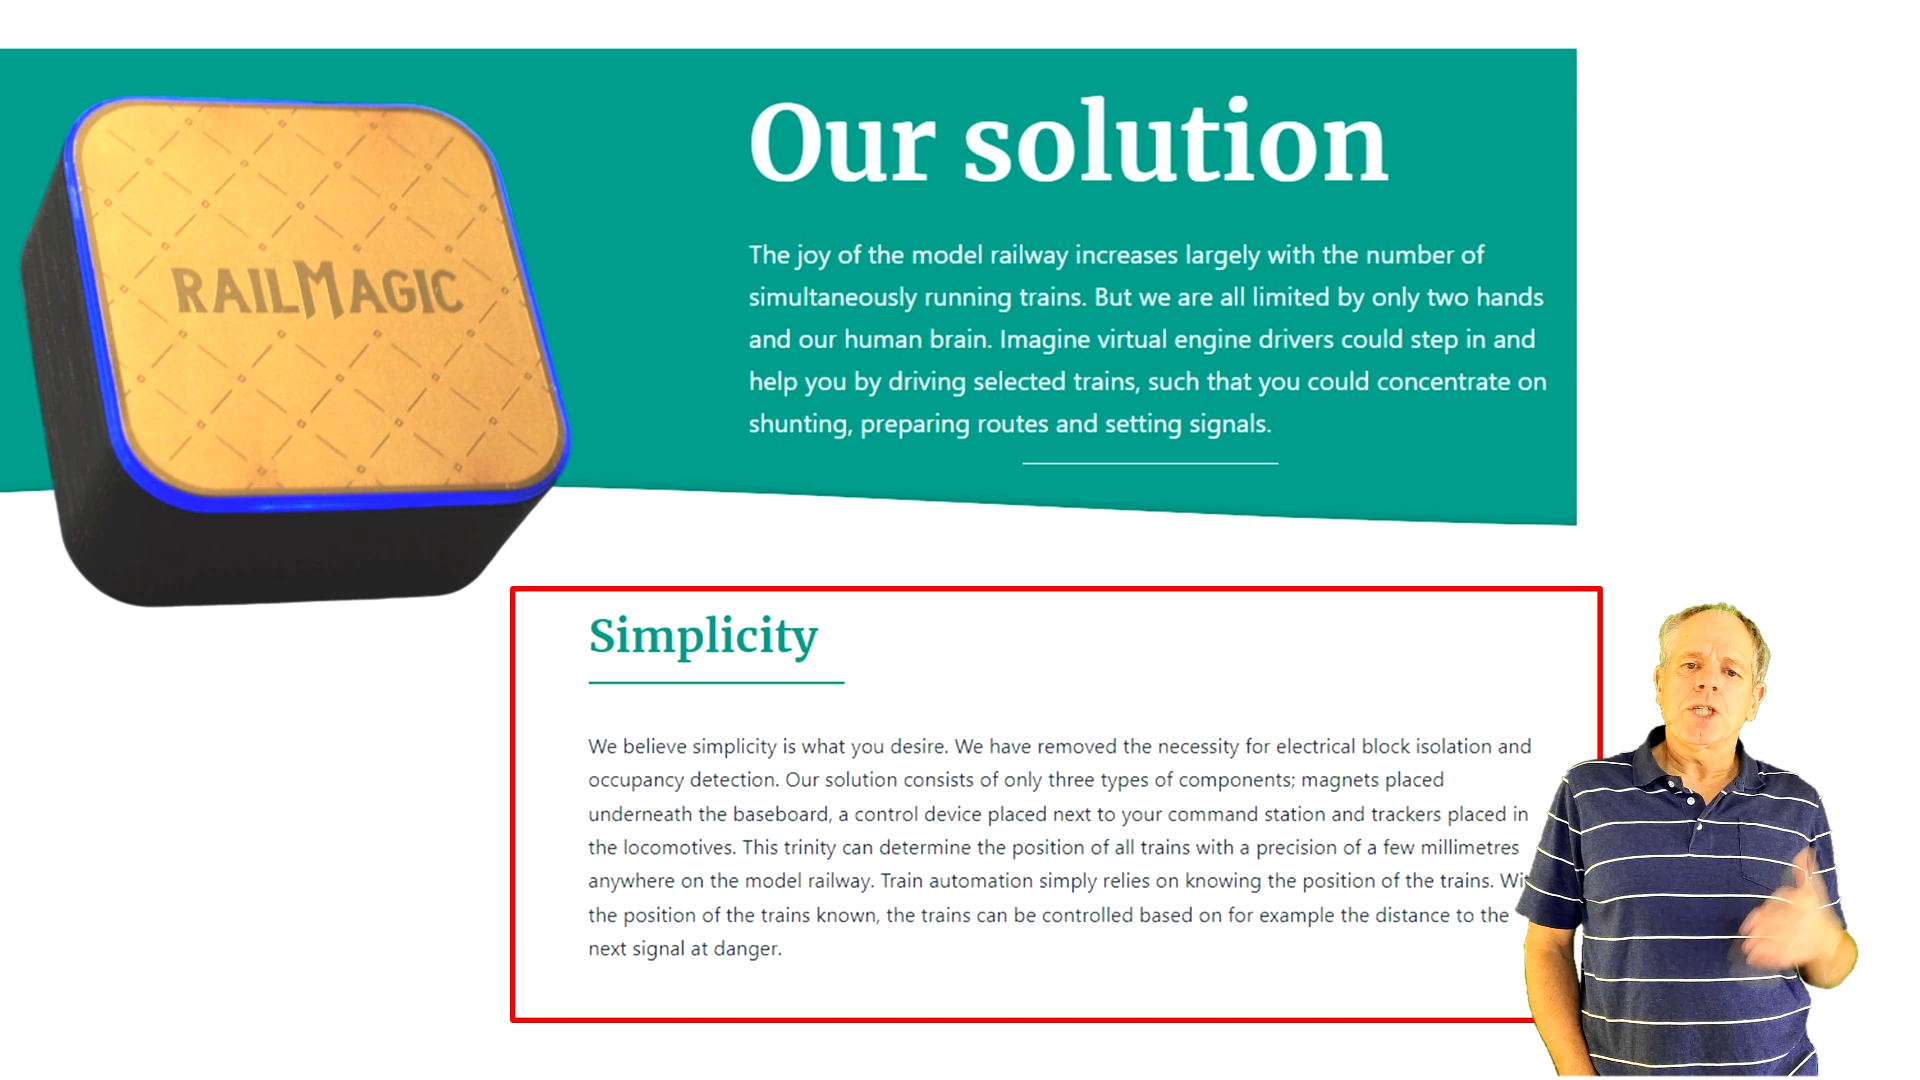 RAILMAGIC
Our solution
The joy of the model railway increases largely with the number of
simultaneously running trains. But we are all limited by only two hands
and our human brain. Imagine virtual engine drivers could step in and
help you by driving selected trains, such that you could concentrate on
shunting, preparing routes and setting signals.
Simplicity
We believe simplicity is what you desire. We have removed the necessity for electrical block isolation and
occupancy detection. Our solution consists of only three types of components; magnets placed
underneath the baseboard, a control device placed next to your command station and trackers placed in
the locomotives. This trinity can determine the position of all trains with a precision of a few millimetres
anywhere on the model railway. Train automation simply relies on knowing the position of the trains.
the position of the trains known, the trains can be controlled based on for example the distance to the
next signal at danger.